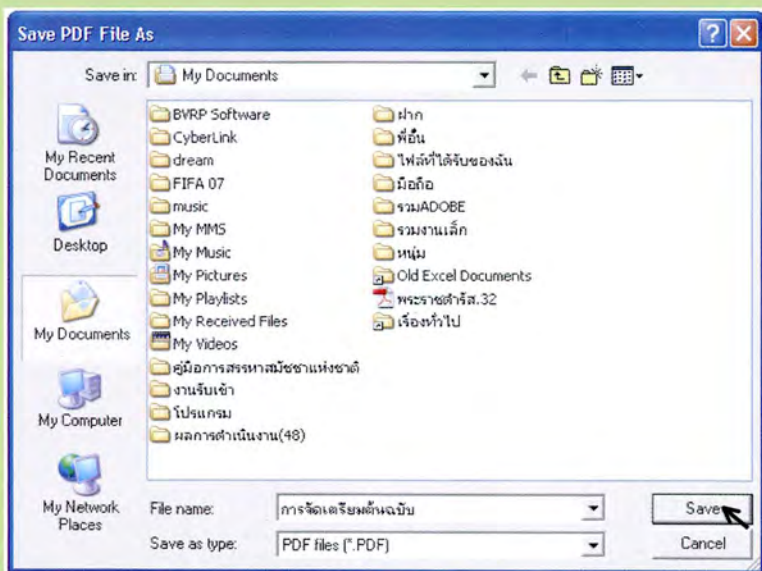 Save PDF File As
Save in: My Documents
My Recent Documents
Desktop
My Documents
My Computer
My Network Places
BVRP Software
CyberLink
dream
FIFA 07
music
My MMS
My Music
My Pictures
My Playlists
My Received Files
My Videos
คู่มือการสรรหาสมัชชาแห่งชาติ
งานรับเข้า
โปรแกรม
ผลการดำเนินงาน(48)
ฝาก
พี่อื้น
ไฟล์ที่ได้รับของฉัน
มือถือ
รวมADOBE
รวมงานเล็ก
หนุ่ม
Old Excel Documents
พระราชดำรัส.32
เรื่องทั่วไป
File name: การจัดเตรียมต้นฉบับ
Save
Save as type: PDF files (*.PDF)
Cancel